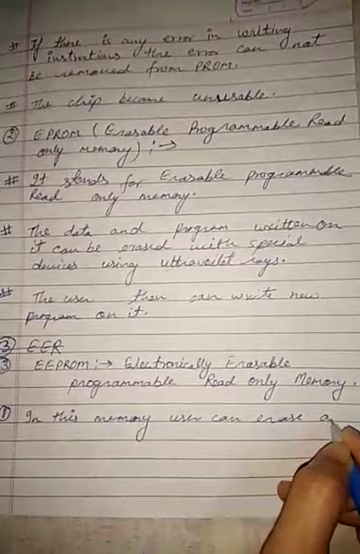 # If there is any error in writing
instructions the error can not
be removed from PROM.
# The chip become unusable.
② EPROM (Erasable Programmable Read
only memory) :→
# It stands for Erasable programmable
Read only memory.
# The data and program written on
it can be erased with special
devices using ultraviolet rays.
# The user then can write new
program on it.
③ EER
③ EEPROM :→ Electronically Erasable
programmable Read only Memory.
① In this memory user can erase a